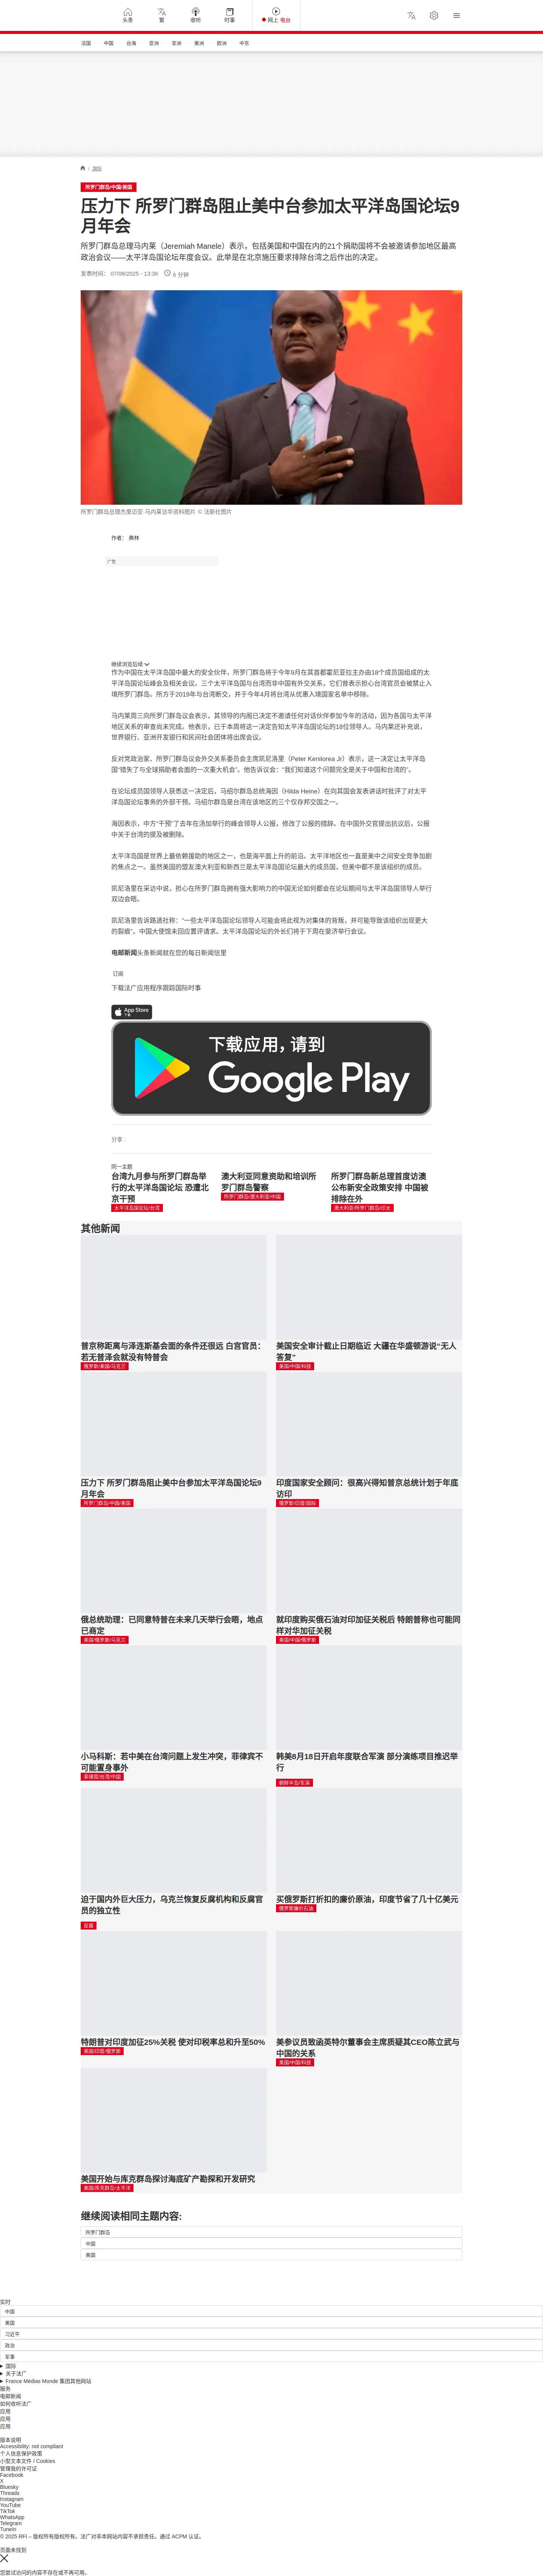 头条
繁
收听
时事
网上 电台
法国
中国
台海
亚洲
非洲
美洲
欧洲
中东
/ 国际
所罗门群岛/中国/美国
压力下 所罗门群岛阻止美中台参加太平洋岛国论坛9
月年会
所罗门群岛总理马内莱（Jeremiah Manele）表示，包括美国和中国在内的21个捐助国将不会被邀请参加地区最高
政治会议——太平洋岛国论坛年度会议。此举是在北京施压要求排除台湾之后作出的决定。
发表时间： 07/08/2025 - 13:36
6 分钟
所罗门群岛总理杰里迈亚·马内莱访华资料图片 © 法新社图片
作者： 弗林
广告
继续浏览后续
作为中国在太平洋岛国中最大的安全伙伴，所罗门群岛将于今年9月在其首都霍尼亚拉主办由18个成员国组成的太
平洋岛国论坛峰会及相关会议。三个太平洋岛国与台湾而非中国有外交关系，它们曾表示担心台湾官员会被禁止入
境所罗门群岛。所方于2019年与台湾断交，并于今年4月将台湾从优惠入境国家名单中移除。
马内莱周三向所罗门群岛议会表示，其领导的内阁已决定不邀请任何对话伙伴参加今年的活动，因为各国与太平洋
地区关系的审查尚未完成。他表示，已于本周将这一决定告知太平洋岛国论坛的18位领导人。马内莱还补充说，
世界银行、亚洲开发银行和民间社会团体将出席会议。
反对党政治家、所罗门群岛议会外交关系委员会主席凯尼洛里（Peter Kenilorea Jr）表示，这一决定让太平洋岛
国“错失了与全球捐助者会面的一次重大机会”。他告诉议会：“我们知道这个问题完全是关于中国和台湾的”。
在论坛成员国领导人获悉这一决定后，马绍尔群岛总统海因（Hilda Heine）在向其国会发表讲话时批评了对太平
洋岛国论坛事务的外部干预。马绍尔群岛是台湾在该地区的三个仅存邦交国之一。
海因表示，中方“干预”了去年在汤加举行的峰会领导人公报，修改了公报的措辞。在中国外交官提出抗议后，公报
中关于台湾的提及被删除。
太平洋岛国是世界上最依赖援助的地区之一，也是海平面上升的前沿。太平洋地区也一直是美中之间安全竞争加剧
的焦点之一。虽然美国的盟友澳大利亚和新西兰是太平洋岛国论坛最大的成员国，但美中都不是该组织的成员。
凯尼洛里在采访中说，担心在所罗门群岛拥有强大影响力的中国无论如何都会在论坛期间与太平洋岛国领导人举行
双边会晤。
凯尼洛里告诉路透社称：“一些太平洋岛国论坛领导人可能会将此视为对集体的背叛，并可能导致该组织出现更大
的裂痕”。中国大使馆未回应置评请求。太平洋岛国论坛的外长们将于下周在斐济举行会议。
电邮新闻头条新闻就在您的每日新闻信里
订阅
下载法广应用程序跟踪国际时事
App Store
下载
下载应用，请到
Google Play
分享 :
同一主题
台湾九月参与所罗门群岛举
行的太平洋岛国论坛 恐遭北
京干预
太平洋岛国论坛/台湾
澳大利亚同意资助和培训所
罗门群岛警察
所罗门群岛/澳大利亚/中国
所罗门群岛新总理首度访澳
公布新安全政策安排 中国被
排除在外
澳大利亚/所罗门群岛/印太
其他新闻
普京称距离与泽连斯基会面的条件还很远 白宫官员：
若无普泽会就没有特普会
俄罗斯/美国/乌克兰
美国安全审计截止日期临近 大疆在华盛顿游说“无人
答复”
美国/中国/科技
压力下 所罗门群岛阻止美中台参加太平洋岛国论坛9
月年会
所罗门群岛/中国/美国
印度国家安全顾问：很高兴得知普京总统计划于年底
访印
俄罗斯/印度/国际
俄总统助理：已同意特普在未来几天举行会晤，地点
已商定
美国/俄罗斯/乌克兰
就印度购买俄石油对印加征关税后 特朗普称也可能同
样对华加征关税
美国/中国/俄罗斯
小马科斯：若中美在台湾问题上发生冲突，菲律宾不
可能置身事外
菲律宾/台湾/中国
韩美8月18日开启年度联合军演 部分演练项目推迟举
行
朝鲜半岛/军演
迫于国内外巨大压力，乌克兰恢复反腐机构和反腐官
员的独立性
反腐
买俄罗斯打折扣的廉价原油，印度节省了几十亿美元
俄罗斯廉价石油
特朗普对印度加征25%关税 使对印税率总和升至50%
美国/印度/俄罗斯
美参议员致函英特尔董事会主席质疑其CEO陈立武与
中国的关系
美国/中国/科技
美国开始与库克群岛探讨海底矿产勘探和开发研究
美国/库克群岛/太平洋
继续阅读相同主题内容:
所罗门群岛
中国
美国
实时
中国
美国
习近平
政治
军事
国际
关于法广
France Médias Monde 集团其他网站
服务
电邮新闻
如何收听法广
应用
应用
应用
版本说明
Accessibility: not compliant
个人信息保护政策
小型文本文件 / Cookies
管理我的许可证
Facebook
X
Bluesky
Threads
Instagram
YouTube
TikTok
WhatsApp
Telegram
TuneIn
© 2025 RFI – 版权所有版权所有。法广对非本网站内容不承担责任。通过 ACPM 认证。
页面未找到
您尝试访问的内容不存在或不再可用。